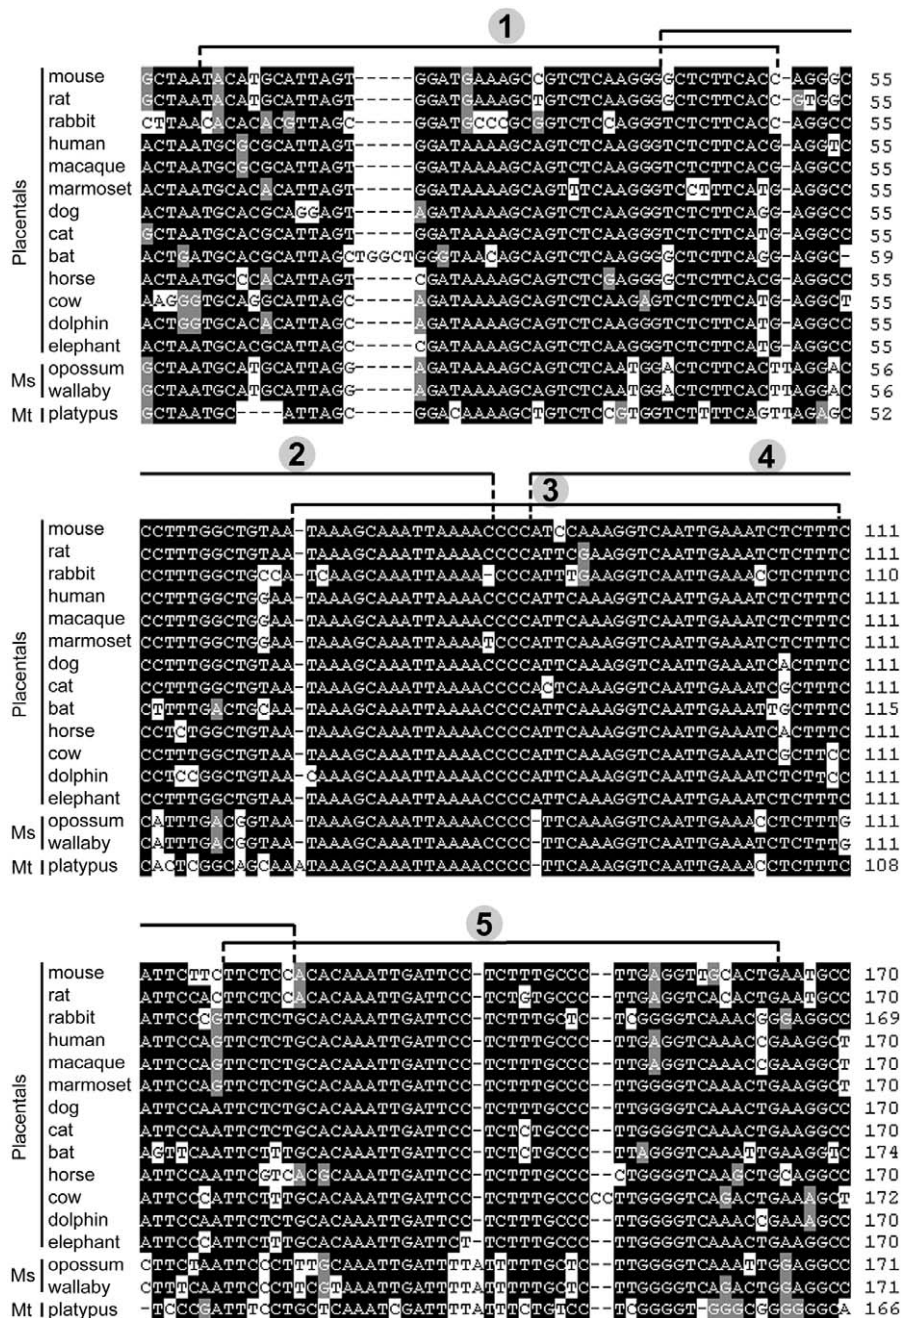 1
mouse GCTAATACATGCATTAGT-----GGATGAAAGCCGTCTCAAGGGGCTCTTCACC-AGGGC 55
rat GCTAATACATGCATTAGT-----GGATGAAAGCTGTCTCAAGGGGCTCTTCACC-GTGGC 55
rabbit CTTAACACACACGTTAGC-----GGATGCCCGCGGTCTCCAGGGGCTCTTCACC-AGGCC 55
human ACTAATGCGCGCATTAGT-----GGATAAAAGCAGTCTCAAGGGTCTCTTCACG-AGGTC 55
macaque ACTAATGCGCGCATTAGT-----GGATAAAAGCAGTCTCAAGGGTCTCTTCACG-AGGCC 55
marmoset ACTAATGCACACATTAGT-----GGATAAAAGCAGTTTCAAGGGTCCTTTCATG-AGGCC 55
dog ACTAATGCACGCAGGAGT-----AGATAAAAGCAGTCTCAAGGGTCTCTTCAGG-AGGCC 55
cat GCTAATGCACGCATTAGT-----GGATAAAAGCAGTCTCAAGGGTCTCTTCATG-AGGCC 55
bat ACTGATGCACGCATTAGCTGGCTGGGTAACAGCAGTCTCAAGGGGCTCTTCAGG-AGGC- 59
horse ACTAATGCCCACATTAGT-----CGATAAAAGCAGTCTCGAGGGGCTCTTCACG-AGGCC 55
cow AAGGGTGCAGGCATTAGC-----AGATAAAAGCAGTCTCAAGAGTCTCTTCATG-AGGCT 55
dolphin ACTGGTGCACACATTAGC-----AGATAAAAGCAGTCTCAAGGGTCTCTTCATG-AGGCC 55
elephant ACTAATGCACGCATTAGC-----CGATAAAAGCAGTCTCAAGGGTCTCTTCATG-AGGCC 55
opossum GCTAATGCATGCATTAGG-----AGATAAAAGCAGTCTCAATGGACTCTTCACTTAGGAC 56
wallaby GCTAATGCATGCATTAGC-----AGATAAAAGCAGTCTCAATGGACTCTTCACTTAGGAC 56
platypus GCTAATGC----ATTAGC-----GGACAAAAGCTGTCTCCGTGGTCTTTTCAGTTAGAGC 52
Placentals
Ms
Mt
2 4
3
mouse CCTTTGGCTGTAA-TAAAGCAAATTAAAACCCCATCCAAAGGTCAATTGAAATCTCTTTC 111
rat CCTTTGGCTGTAA-TAAAGCAAATTAAAACCCCATTCGAAGGTCAATTGAAATCTCTTTC 111
rabbit CCTTTGGCTGCCA-TCAAGCAAATTAAAA-CCCATTTGAAGGTCAATTGAAACCTCTTTC 110
human CCTTTGGCTGGAA-TAAAGCAAATTAAAACCCCATTCAAAGGTCAATTGAAATCTCTTTC 111
macaque CCTTTGGCTGGAA-TAAAGCAAATTAAAACCCCATTCAAAGGTCAATTGAAATCTCTTTC 111
marmoset CCTTTGGCTGGAA-TAAAGCAAATTAAAATCCCATTCAAAGGTCAATTGAAATCTCTTTC 111
dog CCTTTGGCTGTAA-TAAAGCAAATTAAAACCCCATTCAAAGGTCAATTGAAATCACTTTC 111
cat CCTTTGGCTGTAA-TAAAGCAAATTAAAACCCCACTCAAAGGTCAATTGAAATCGCTTTC 111
bat CTTTTGACTGCAA-TAAAGCAAATTAAAACCCCATTCAAAGGTCAATTGAAATTGCTTTC 115
horse CCTCTGGCTGTAA-TAAAGCAAATTAAAACCCCATTCAAAGGTCAATTGAAATCACTTTC 111
cow CCTTTGGCTGTAA-TAAAGCAAATTAAAACCCCATTCAAAGGTCAATTGAAATCGCTTCC 111
dolphin CCTCCGGCTGTAA-CAAAGCAAATTAAAACCCCATTCAAAGGTCAATTGAAATCTCTTCC 111
elephant CCTTTGGCTGTAA-TAAAGCAAATTAAAACCCCATTCAAAGGTCAATTGAAATCTCTTTC 111
opossum CATTTGACGGTAA-TAAAGCAAATTAAAACCCC-TTCAAAGGTCAATTGAAACCTCTTTG 111
wallaby CATTTGACGGTAA-TAAAGCAAATTAAAACCCC-TTCAAAGGTCAATTGAAATCTCTTTG 111
platypus CACTCGGCAGCAAATAAAGCAAATTAAAACCCC-TTCAAAGGTCAATTGAAACCTCTTTC 108
Placentals
Ms
Mt
5
mouse ATTCTTCTTCTCCACACAAATTGATTCC-TCTTTGCCC--TTGAGGTTGCACTGAATGCC 170
rat ATTCCACTTCTCCACACAAATTGATTCC-TCTGTGCCC--TTGAGGTCACACTGAATGCC 170
rabbit ATTCCCGTTCTCTGCACAAATTGATTCC-TCTTTGCTC--TCGGGGTCAAACGGGAGGCC 169
human ATTCCAGTTCTCTGCACAAATTGATTCC-TCTTTGCCC--TTGAGGTCAAACCGAAGGCT 170
macaque ATTCCAGTTCTCTGCACAAATTGATTCC-TCTTTGCCC--TTGAGGTCAAACCGAAGGCT 170
marmoset ATTCCAGTTCTCTGCACAAATTGATTCC-TCTTTGCCC--TTGGGGTCAAACTGAAGGCT 170
dog ATTCCAATTCTCTGCACAAATTGATTCC-TCTTTGCCC--TTGGGGTCAAACTGAAGGCC 170
cat ATTCCAATTCTCTGCACAAATTGATTCC-TCTCTGCCC--TTGGGGTCAAACTGAAGGCC 170
bat AGTTCAATTCTTTGCACAAATTGATTCC-TCTCTGCCC--TTAGGGTCAAATTGAAGGTC 174
horse ATTCCAATTCGTCAGCAAATTGATTCC-TCTTTGCCC--CTGGGGTCAAGCTGCAGGCC 170
cow ATTCCCATTCTTTGCACAAATTGATTCC-TCTTTGCCCCCTTGGGGTCAGACTGAAAGCT 172
dolphin ATTCCAATTCTCTGCACAAATTGATTCC-TCTTTGCCC--TTGGGGTCAAACCGAAAGCC 170
elephant ATTCCCATTCTTTGCACAAATTGATTCT-TCTTTGCCC--TTGGGGTCAAACTGAAGGCC 170
opossum CTTCTAATTCCCTTTGCAAATTGATTTTATTTTTGCTC--TTGGGGTCAAATTGGAGGCC 171
wallaby CTTTCAATTCCCTTCGTAAATTGATTTTATTTTTGCTC--TTGGGGTCAGACTGGAGGCC 171
platypus -TCCCGATTTCCTGCTCAAATCGATTTTATTTCTGTCC--TCGGGGT-GGGCGGGGGGCA 166
Placentals
Ms
Mt